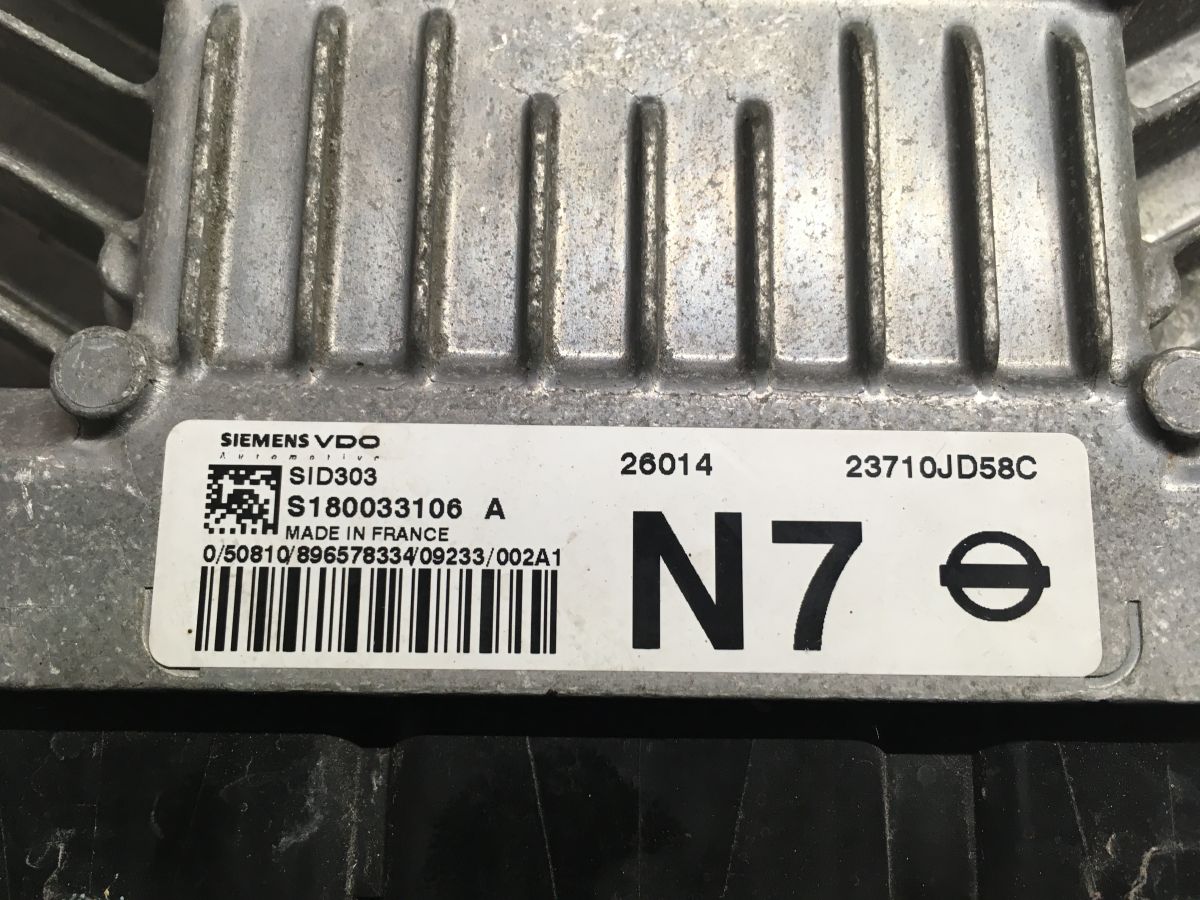 SIEMENS VDO
Automotive
SID303
S180033106 A
MADE IN FRANCE
0/50810/896578334/09233/002A1
26014
23710JD58C
N7